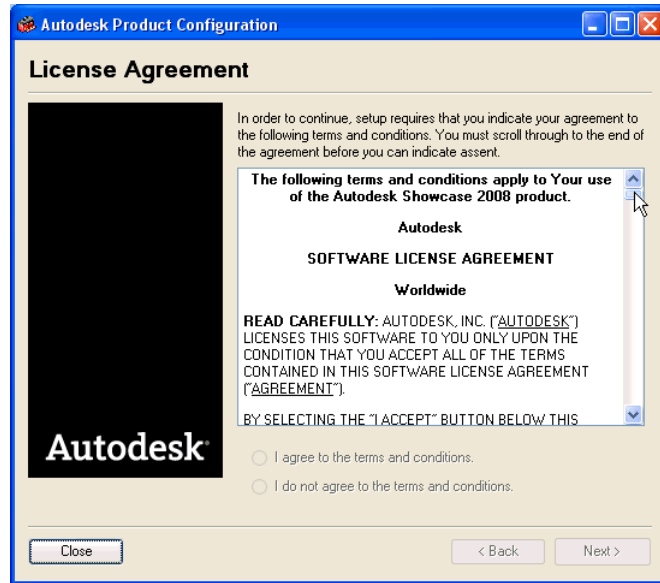 Autodesk Product Configuration
License Agreement
In order to continue, setup requires that you indicate your agreement to
the following terms and conditions. You must scroll through to the end of
the agreement before you can indicate assent.
The following terms and conditions apply to Your use
of the Autodesk Showcase 2008 product.
Autodesk
SOFTWARE LICENSE AGREEMENT
Worldwide
READ CAREFULLY: AUTODESK, INC. ("AUTODESK")
LICENSES THIS SOFTWARE TO YOU ONLY UPON THE
CONDITION THAT YOU ACCEPT ALL OF THE TERMS
CONTAINED IN THIS SOFTWARE LICENSE AGREEMENT
("AGREEMENT").
BY SELECTING THE "I ACCEPT" BUTTON BELOW THIS
Autodesk
I agree to the terms and conditions.
I do not agree to the terms and conditions.
Close
< Back
Next >